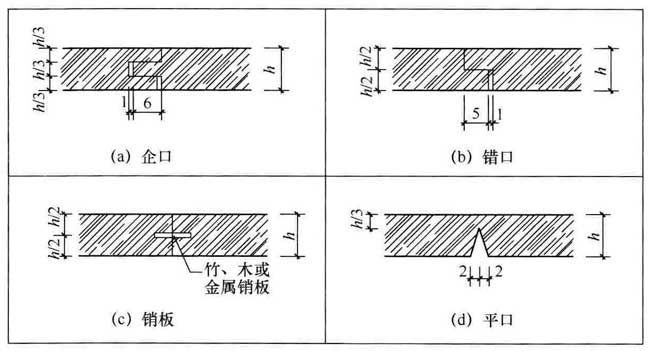 h/3
h/3
h/3
h
1
6
(a) 企口
h/2
h/2
h
5
1
(b) 错口
h/2
h/2
h
竹、木或
金属销板
(c) 销板
h/3
h
2
2
(d) 平口